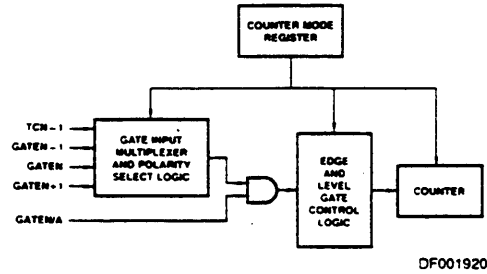 COUNTER MODE
REGISTER
TCN-1
GATEN-1
GATEN
GATEN+1
GATENA
GATE INPUT
MULTIPLEXER
AND POLARITY
SELECT LOGIC
EDGE
AND
LEVEL
GATE
CONTROL
LOGIC
COUNTER
DF001920